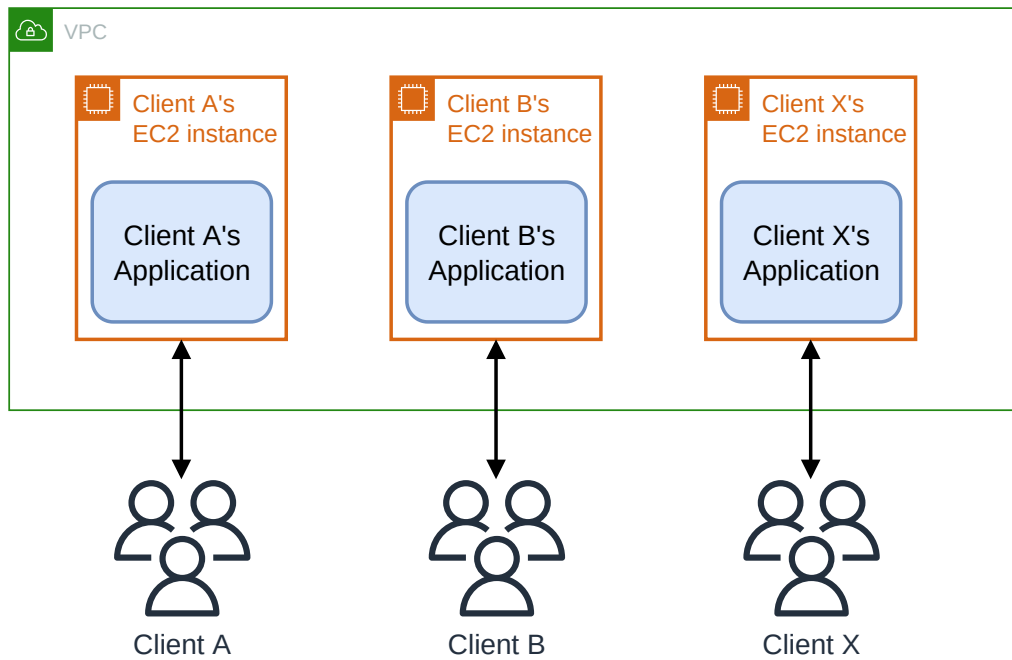 VPC
Client A's
EC2 instance
Client B's
EC2 instance
Client X's
EC2 instance
Client A's
Application
Client B's
Application
Client X's
Application
Client A
Client B
Client X